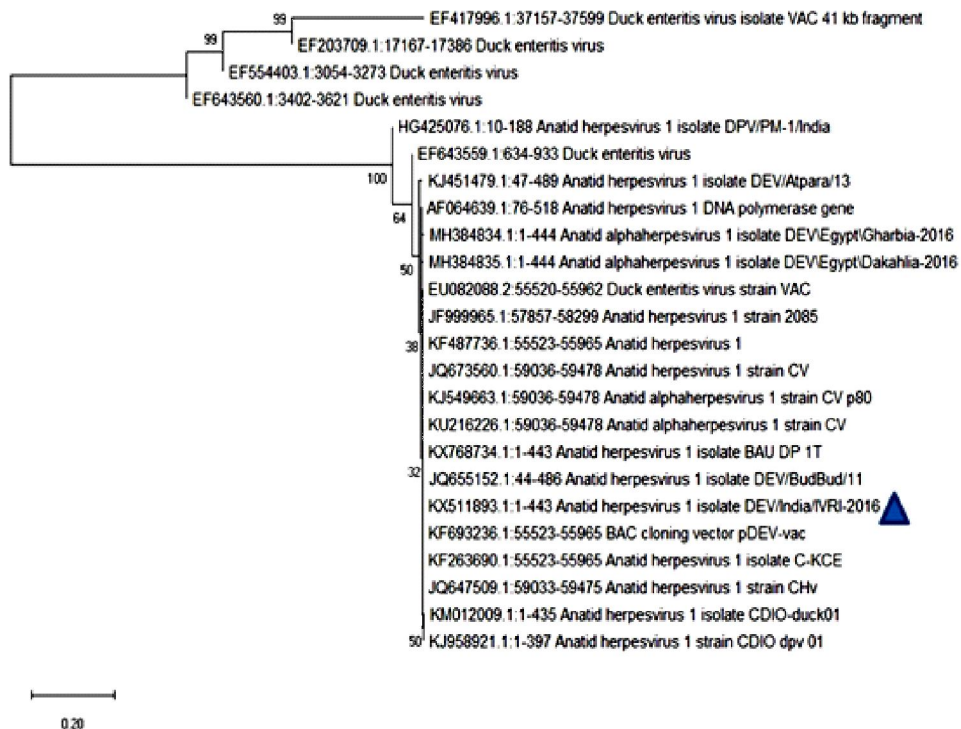 99
EF417996.1:37157-37599 Duck enteritis virus isolate VAC 41 kb fragment
99
EF203709.1:17167-17386 Duck enteritis virus
EF554403.1:3054-3273 Duck enteritis virus
EF643560.1:3402-3621 Duck enteritis virus
HG425076.1:10-188 Anatid herpesvirus 1 isolate DPV/PM-1/India
EF643559.1:634-933 Duck enteritis virus
100
KJ451479.1:47-489 Anatid herpesvirus 1 isolate DEV/Atpara/13
AF064639.1:76-518 Anatid herpesvirus 1 DNA polymerase gene
64
MH384834.1:1-444 Anatid alphaherpesvirus 1 isolate DEV\Egypt\Gharbia-2016
MH384835.1:1-444 Anatid alphaherpesvirus 1 isolate DEV\Egypt\Dakahlia-2016
50
EU082088.2:55520-55962 Duck enteritis virus strain VAC
JF999965.1:57857-58299 Anatid herpesvirus 1 strain 2085
38
KF487736.1:55523-55965 Anatid herpesvirus 1
JQ673560.1:59036-59478 Anatid herpesvirus 1 strain CV
KJ549663.1:59036-59478 Anatid alphaherpesvirus 1 strain CV p80
KU216226.1:59036-59478 Anatid alphaherpesvirus 1 strain CV
KX768734.1:1-443 Anatid herpesvirus 1 isolate BAU DP 1T
32
JQ655152.1:44-486 Anatid herpesvirus 1 isolate DEV/BudBud/11
KX511893.1:1-443 Anatid herpesvirus 1 isolate DEV/India/IVRI-2016
KF693236.1:55523-55965 BAC cloning vector pDEV-vac
KF263690.1:55523-55965 Anatid herpesvirus 1 isolate C-KCE
JQ647509.1:59033-59475 Anatid herpesvirus 1 strain CHv
KM012009.1:1-435 Anatid herpesvirus 1 isolate CDIO-duck01
50
KJ958921.1:1-397 Anatid herpesvirus 1 strain CDIO dpv 01
0.20